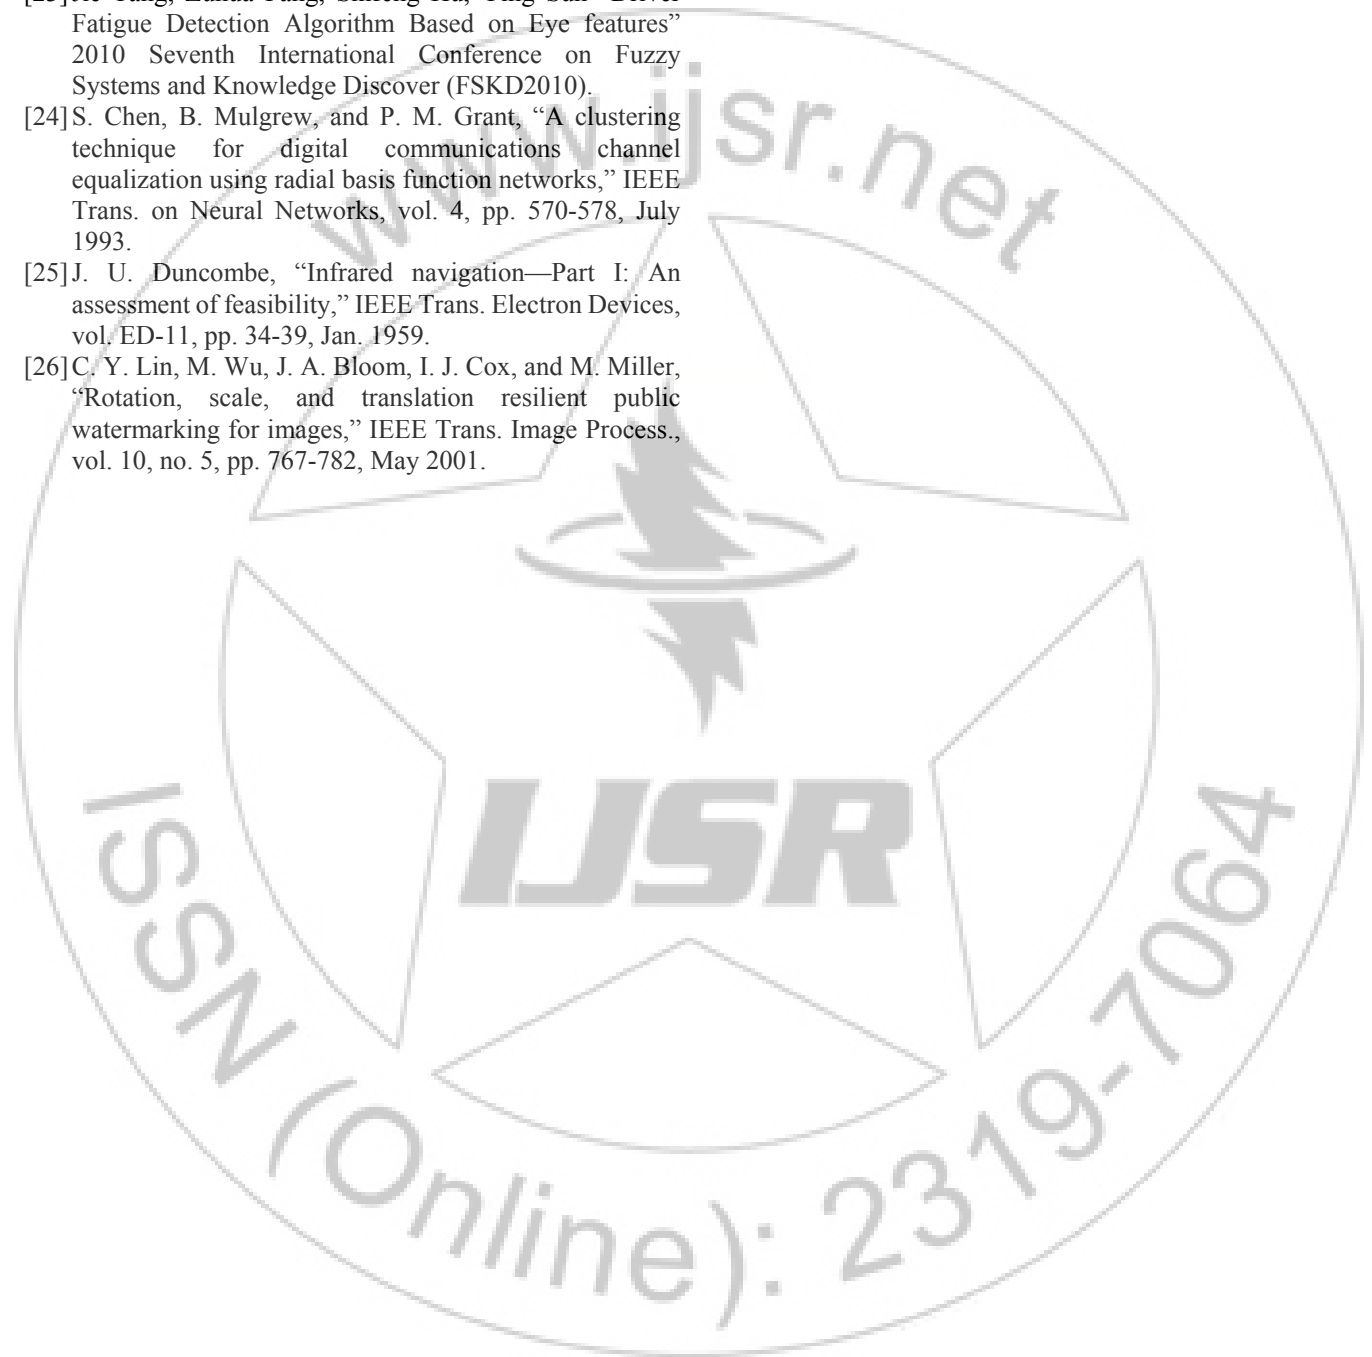 Fatigue Detection Algorithm Based on Eye features”
2010 Seventh International Conference on Fuzzy
Systems and Knowledge Discover (FSKD2010).
[24] S. Chen, B. Mulgrew, and P. M. Grant, “A clustering
technique for digital communications channel
equalization using radial basis function networks,” IEEE
Trans. on Neural Networks, vol. 4, pp. 570-578, July
1993.
[25] J. U. Duncombe, “Infrared navigation—Part I: An
assessment of feasibility,” IEEE Trans. Electron Devices,
vol. ED-11, pp. 34-39, Jan. 1959.
[26] C. Y. Lin, M. Wu, J. A. Bloom, I. J. Cox, and M. Miller,
“Rotation, scale, and translation resilient public
watermarking for images,” IEEE Trans. Image Process.,
vol. 10, no. 5, pp. 767-782, May 2001.
www.ijsr.net
IJSR
ISSN (Online): 2319-7064